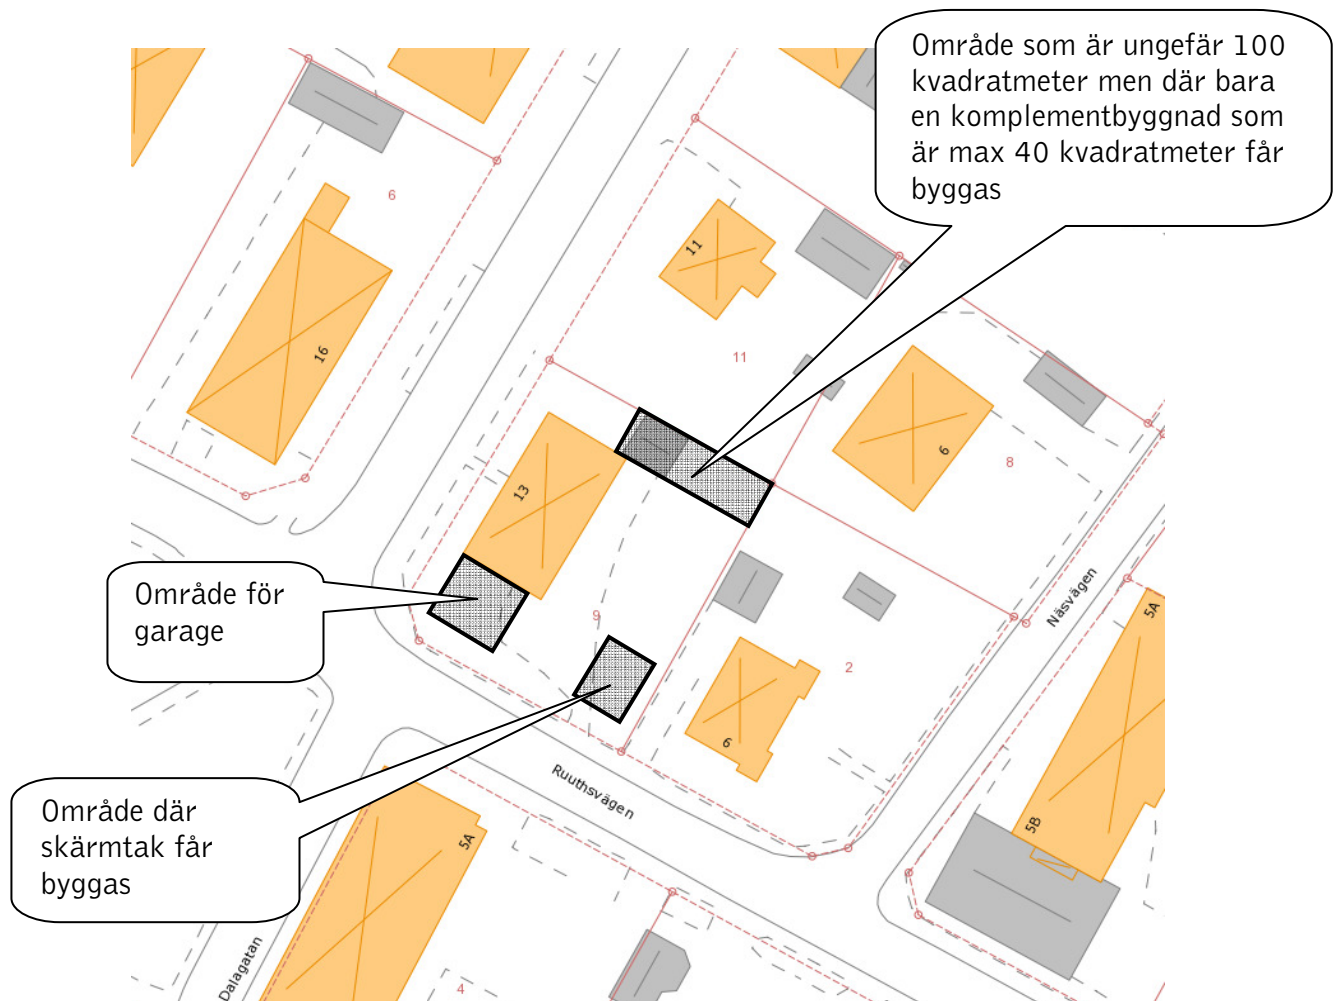 Område som är ungefär 100
kvadratmeter men där bara
en komplementbyggnad som
är max 40 kvadratmeter får
byggas
6
11
11
16
6
8
13
Område för
garage
9
Näsvägen
5A
2
6
Ruuthsvägen
Område där
skärmtak får
byggas
5A
5B
Dalagatan
4